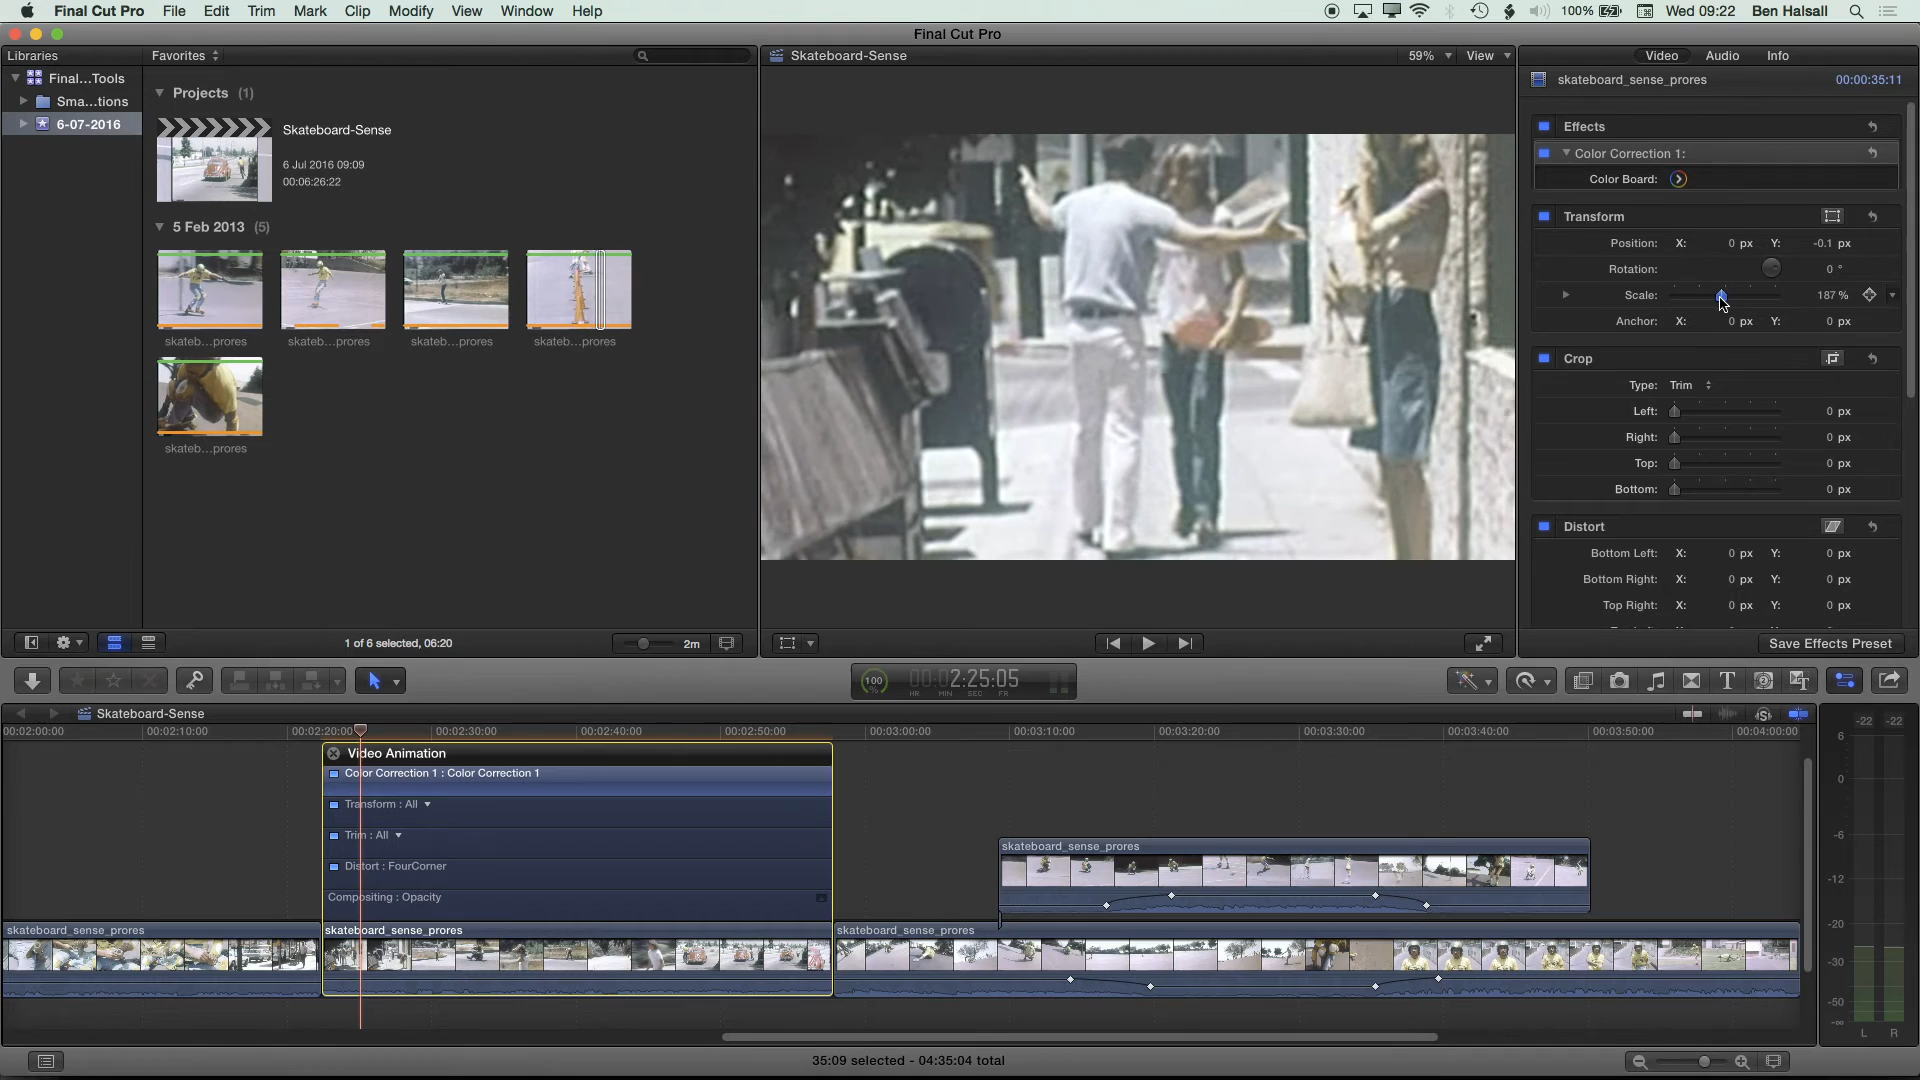 Final Cut Pro File Edit Trim Mark Clip Modify View Window Help 100% Wed 09:22 Ben Halsall
Final Cut Pro
Libraries Favorites
Final...Tools
Sma...tions
6-07-2016
Projects (1)
Skateboard-Sense
6 Jul 2016 09:09
00:06:26:22
5 Feb 2013 (5)
skateb...prores skateb...prores skateb...prores skateb...prores
skateb...prores
1 of 6 selected, 06:20 2m
Skateboard-Sense 59% View
Video Audio Info
skateboard_sense_prores 00:00:35:11
Effects
Color Correction 1:
Color Board:
Transform
Position: X: 0 px Y: -0.1 px
Rotation: 0 °
Scale: 187 %
Anchor: X: 0 px Y: 0 px
Crop
Type: Trim
Left: 0 px
Right: 0 px
Top: 0 px
Bottom: 0 px
Distort
Bottom Left: X: 0 px Y: 0 px
Bottom Right: X: 0 px Y: 0 px
Top Right: X: 0 px Y: 0 px
Save Effects Preset
100 % 00:02:25:05
HR MIN SEC FR
Skateboard-Sense
00:02:00:00 00:02:10:00 00:02:20:00 00:02:30:00 00:02:40:00 00:02:50:00 00:03:00:00 00:03:10:00 00:03:20:00 00:03:30:00 00:03:40:00 00:03:50:00 00:04:00:00
Video Animation
Color Correction 1 : Color Correction 1
Transform : All
Trim : All
Distort : FourCorner
Compositing : Opacity
skateboard_sense_prores
skateboard_sense_prores skateboard_sense_prores skateboard_sense_prores
-22 -22
6
0
-6
-12
-20
-30
-50
-∞
L R
35:09 selected - 04:35:04 total